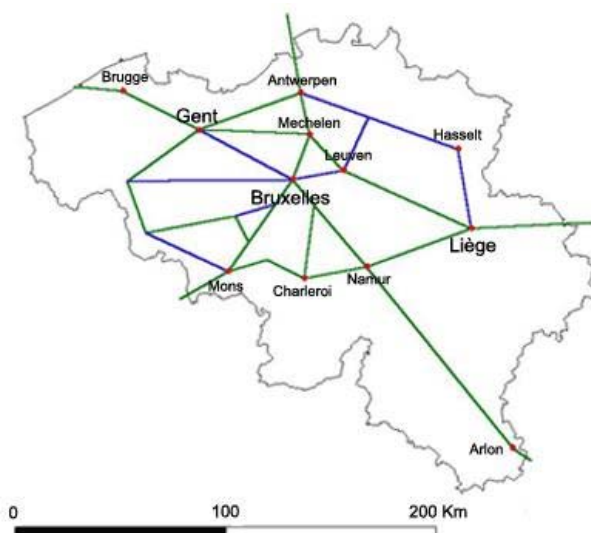 Brugge
Antwerpen
Gent
Mechelen
Hasselt
Leuven
Bruxelles
Liège
Mons
Charleroi
Namur
Arlon
0 100 200 Km